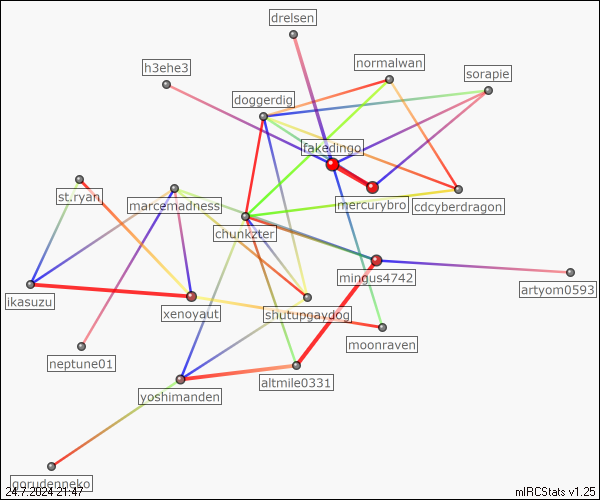 drelsen
normalwan
h3ehe3
sorapie
doggerdig
fakedingo
st.ryan
marcemadness
mercurybro
cdcyberdragon
chunkzter
mingus4742
artyom0593
ikasuzu
xenoyaut
shutupgaydog
moonraven
neptune01
altmile0331
yoshimanden
gorudenneko
24.7.2024 21:47
mIRCStats v1.25